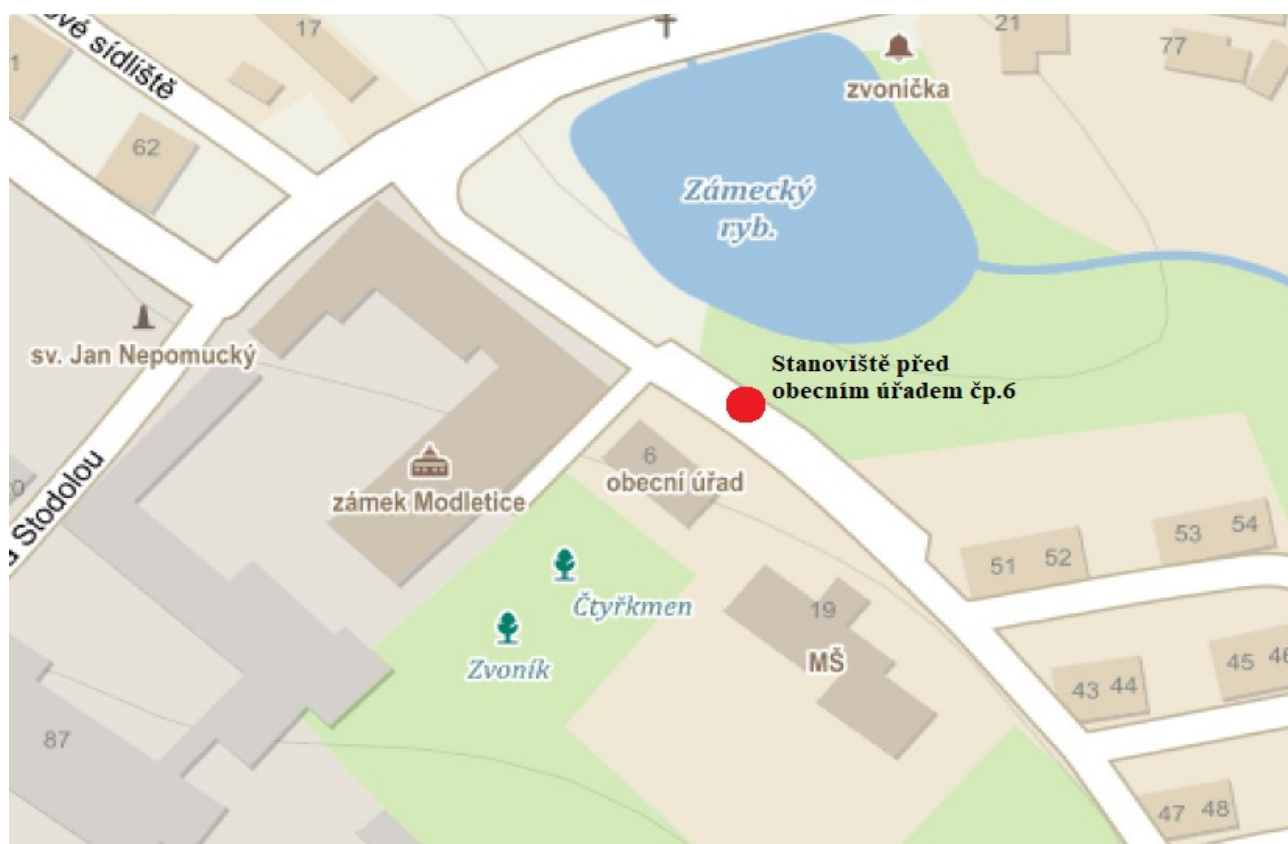 17
21
77
ové sídliště
zvonička
1
62
Zámecký
ryb.
sv. Jan Nepomucký
Stanoviště před
obecním úřadem čp.6
6
obecní úřad
Stodolou
zámek Modletice
0
53 54
51 52
Čtyřkmen
19
Zvoník
MŠ
45 46
43 44
87
47 48